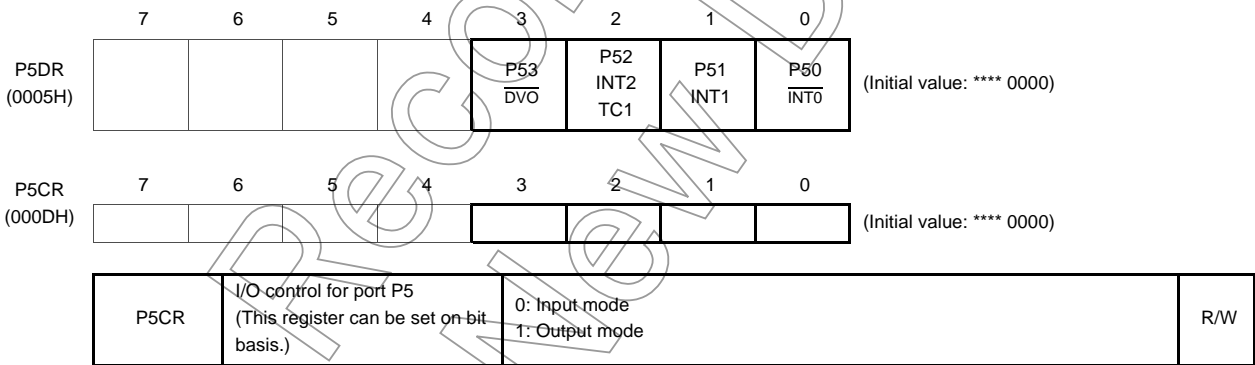 7 6 5 4 3 2 1 0
P5DR
(0005H)
P53
DVO
P52
INT2
TC1
P51
INT1
P50
INT0
(Initial value: **** 0000)
P5CR
(000DH)
7 6 5 4 3 2 1 0
(Initial value: **** 0000)
P5CR
I/O control for port P5
(This register can be set on bit
basis.)
0: Input mode
1: Output mode
R/W